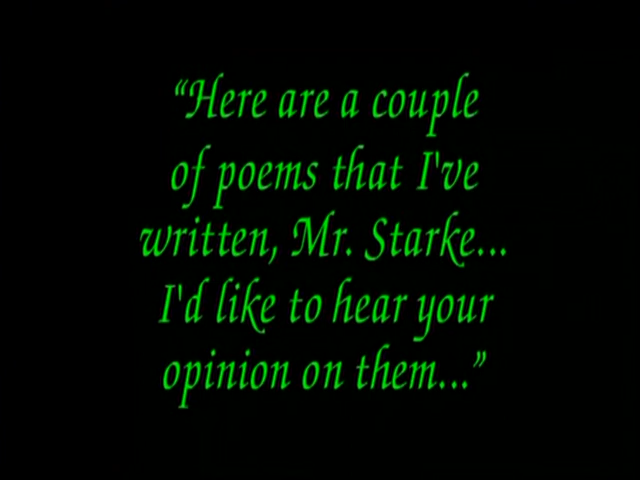 “Here are a couple
of poems that I've
written, Mr. Starke...
I'd like to hear your
opinion on them...”